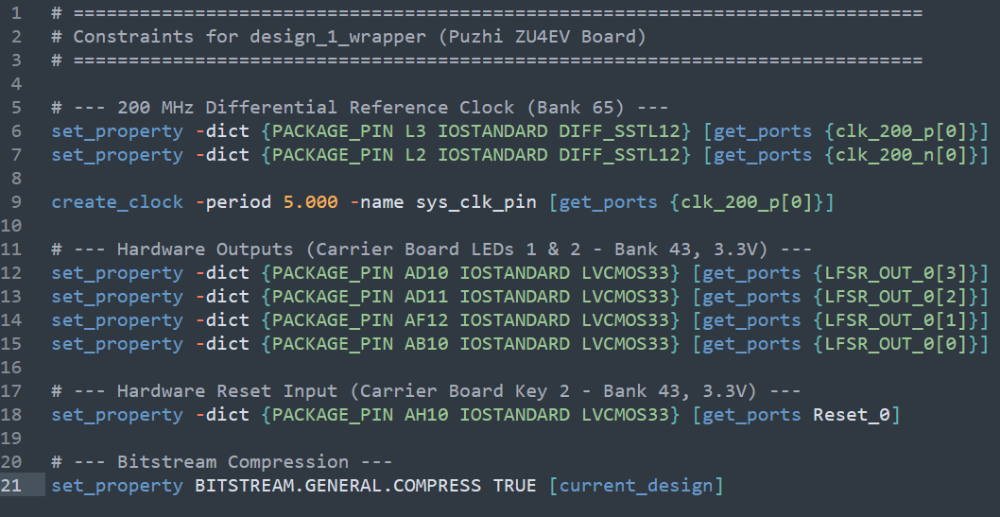 1 # =============================================================================
2 # Constraints for design_1_wrapper (Puzhi ZU4EV Board)
3 # =============================================================================
4
5 # --- 200 MHz Differential Reference Clock (Bank 65) ---
6 set_property -dict {PACKAGE_PIN L3 IOSTANDARD DIFF_SSTL12} [get_ports {clk_200_p[0]}]
7 set_property -dict {PACKAGE_PIN L2 IOSTANDARD DIFF_SSTL12} [get_ports {clk_200_n[0]}]
8
9 create_clock -period 5.000 -name sys_clk_pin [get_ports {clk_200_p[0]}]
10
11 # --- Hardware Outputs (Carrier Board LEDs 1 & 2 - Bank 43, 3.3V) ---
12 set_property -dict {PACKAGE_PIN AD10 IOSTANDARD LVCMOS33} [get_ports {LFSR_OUT_0[3]}]
13 set_property -dict {PACKAGE_PIN AD11 IOSTANDARD LVCMOS33} [get_ports {LFSR_OUT_0[2]}]
14 set_property -dict {PACKAGE_PIN AF12 IOSTANDARD LVCMOS33} [get_ports {LFSR_OUT_0[1]}]
15 set_property -dict {PACKAGE_PIN AB10 IOSTANDARD LVCMOS33} [get_ports {LFSR_OUT_0[0]}]
16
17 # --- Hardware Reset Input (Carrier Board Key 2 - Bank 43, 3.3V) ---
18 set_property -dict {PACKAGE_PIN AH10 IOSTANDARD LVCMOS33} [get_ports Reset_0]
19
20 # --- Bitstream Compression ---
21 set_property BITSTREAM.GENERAL.COMPRESS TRUE [current_design]